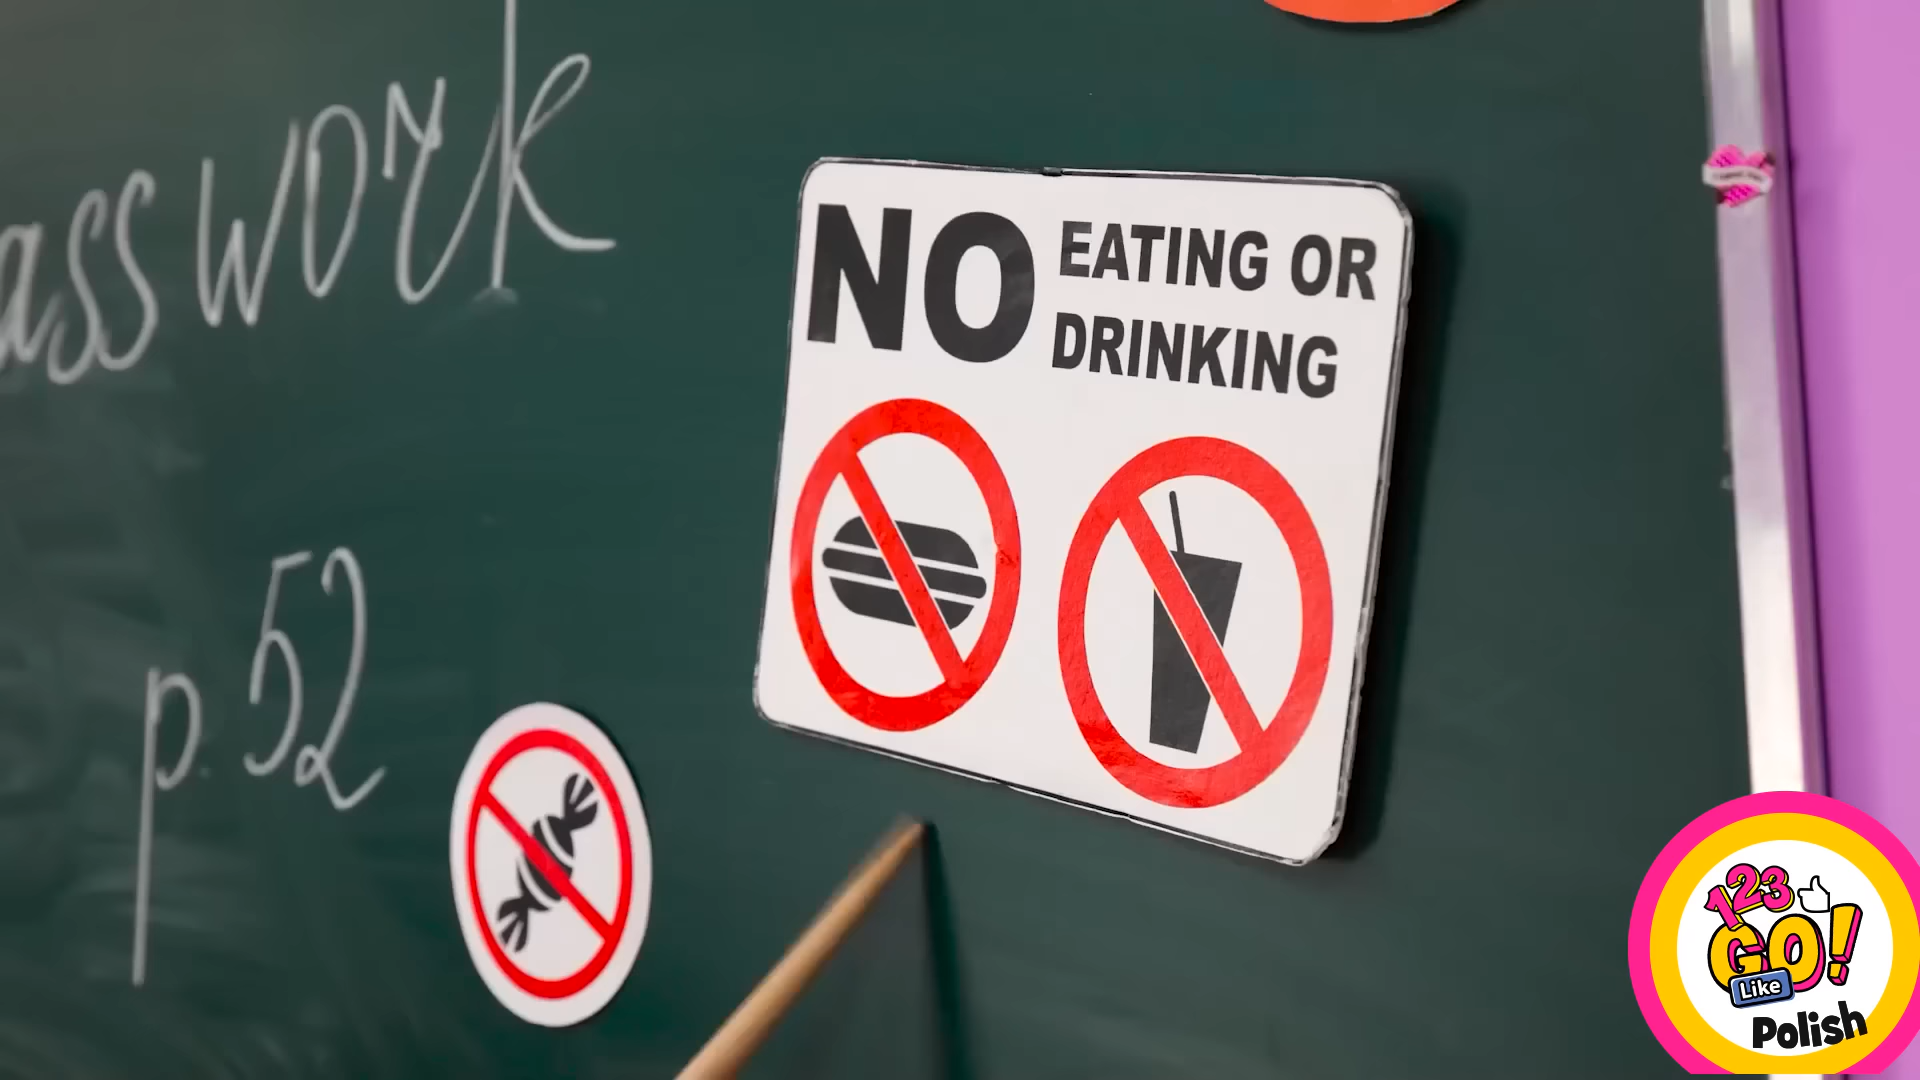 asswork
NO EATING OR
DRINKING
p. 52
123
GO!
Like
Polish